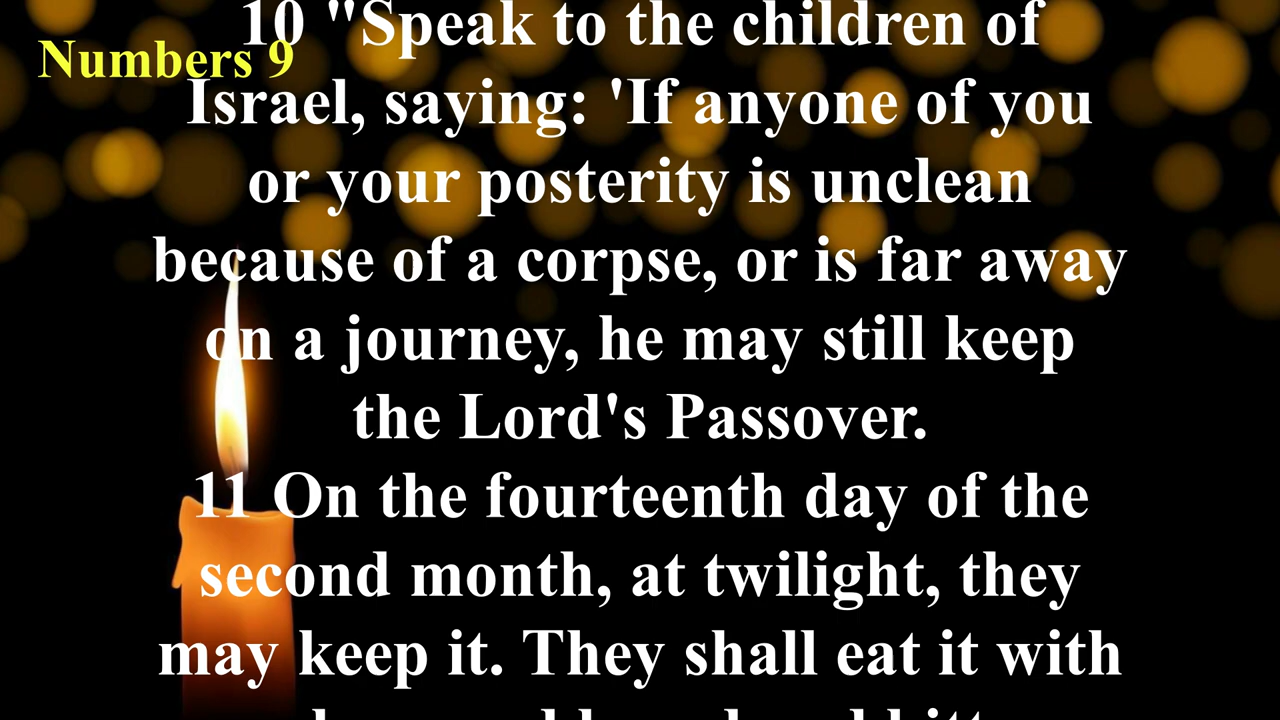 10 "Speak to the children of
Numbers 9
Israel, saying: 'If anyone of you
or your posterity is unclean
because of a corpse, or is far away
on a journey, he may still keep
the Lord's Passover.
11 On the fourteenth day of the
second month, at twilight, they
may keep it. They shall eat it with